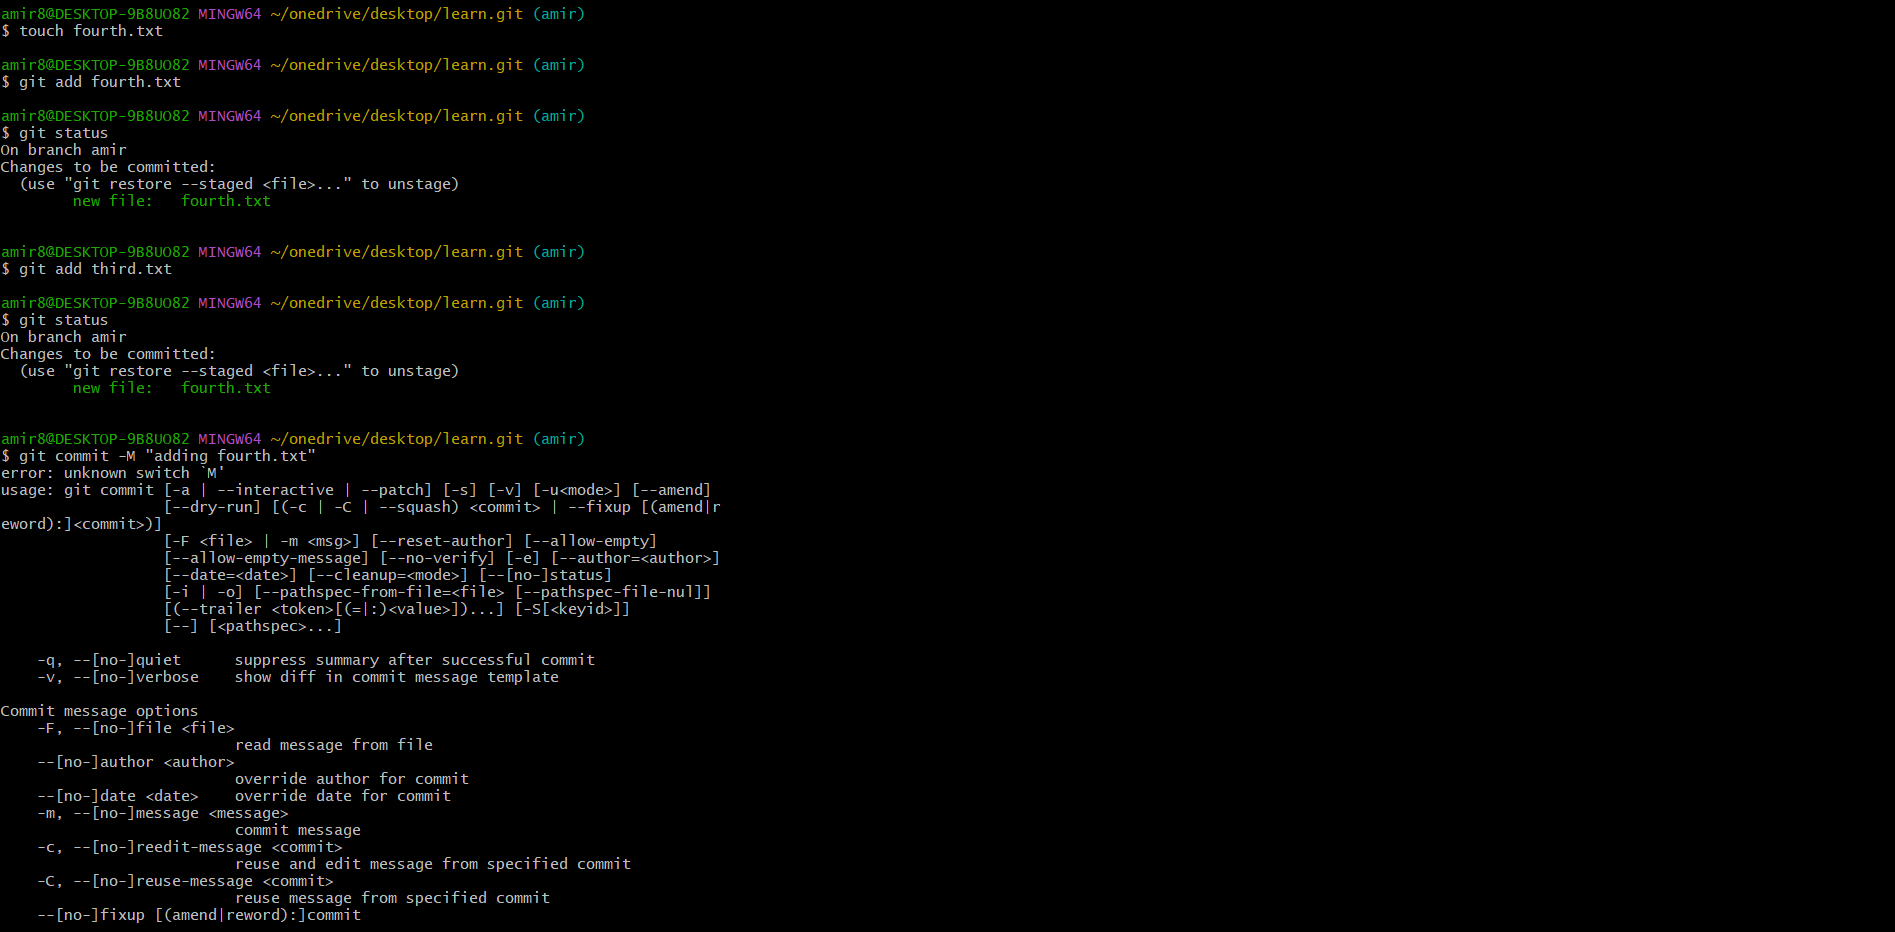 amir8@DESKTOP-9B8UO82 MINGW64 ~/onedrive/desktop/learn.git (amir)
$ touch fourth.txt
amir8@DESKTOP-9B8UO82 MINGW64 ~/onedrive/desktop/learn.git (amir)
$ git add fourth.txt
amir8@DESKTOP-9B8UO82 MINGW64 ~/onedrive/desktop/learn.git (amir)
$ git status
On branch amir
Changes to be committed:
  (use "git restore --staged <file>..." to unstage)
        new file:   fourth.txt
amir8@DESKTOP-9B8UO82 MINGW64 ~/onedrive/desktop/learn.git (amir)
$ git add third.txt
amir8@DESKTOP-9B8UO82 MINGW64 ~/onedrive/desktop/learn.git (amir)
$ git status
On branch amir
Changes to be committed:
  (use "git restore --staged <file>..." to unstage)
        new file:   fourth.txt
amir8@DESKTOP-9B8UO82 MINGW64 ~/onedrive/desktop/learn.git (amir)
$ git commit -M "adding fourth.txt"
error: unknown switch `M'
usage: git commit [-a | --interactive | --patch] [-s] [-v] [-u<mode>] [--amend]
                  [--dry-run] [(-c | -C | --squash) <commit> | --fixup [(amend|r
eword):]<commit>)]
                  [-F <file> | -m <msg>] [--reset-author] [--allow-empty]
                  [--allow-empty-message] [--no-verify] [-e] [--author=<author>]
                  [--date=<date>] [--cleanup=<mode>] [--[no-]status]
                  [-i | -o] [--pathspec-from-file=<file> [--pathspec-file-nul]]
                  [(--trailer <token>[(=|:)<value>])...] [-S[<keyid>]]
                  [--] [<pathspec>...]
    -q, --[no-]quiet      suppress summary after successful commit
    -v, --[no-]verbose    show diff in commit message template
Commit message options
    -F, --[no-]file <file>
                          read message from file
    --[no-]author <author>
                          override author for commit
    --[no-]date <date>    override date for commit
    -m, --[no-]message <message>
                          commit message
    -c, --[no-]reedit-message <commit>
                          reuse and edit message from specified commit
    -C, --[no-]reuse-message <commit>
                          reuse message from specified commit
    --[no-]fixup [(amend|reword):]commit